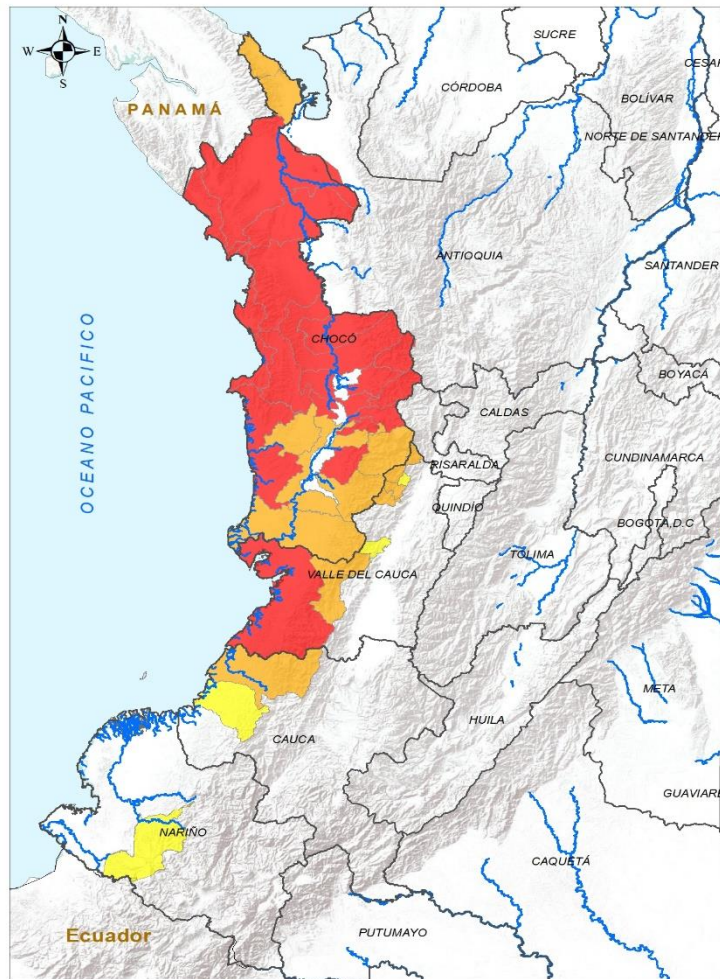 SUCRE
N
W
E
S
CESAR
CÓRDOBA
BOLÍVAR
PANAMÁ
NORTE DE SANTANDER
ANTIOQUIA
SANTANDER
OCEANO PACIFICO
CHOCÓ
BOYACÁ
CALDAS
CUNDINAMARCA
RISARALDA
QUINDÍO
BOGOTÁ, D.C
TOLIMA
VALLE DEL CAUCA
META
HUILA
CAUCA
GUAVIARE
NARIÑO
CAQUETÁ
Ecuador
PUTUMAYO